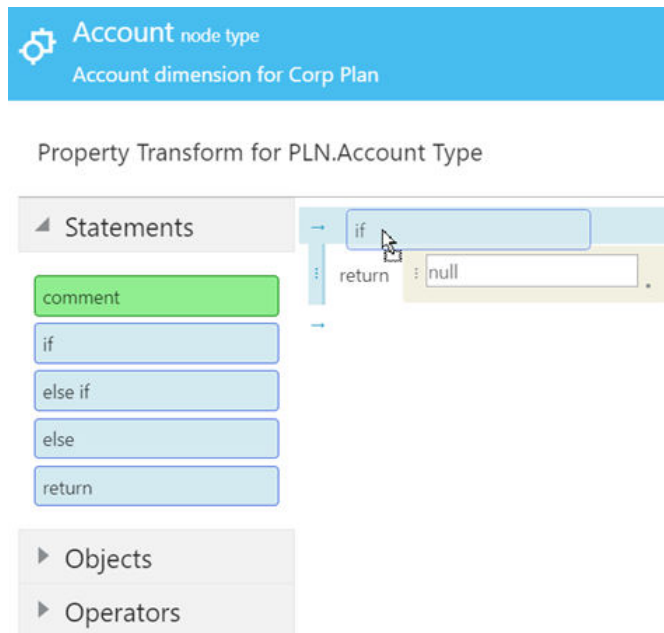 Account node type
Account dimension for Corp Plan
Property Transform for PLN.Account Type
Statements
comment
if
else if
else
return
Objects
Operators
if
return null .